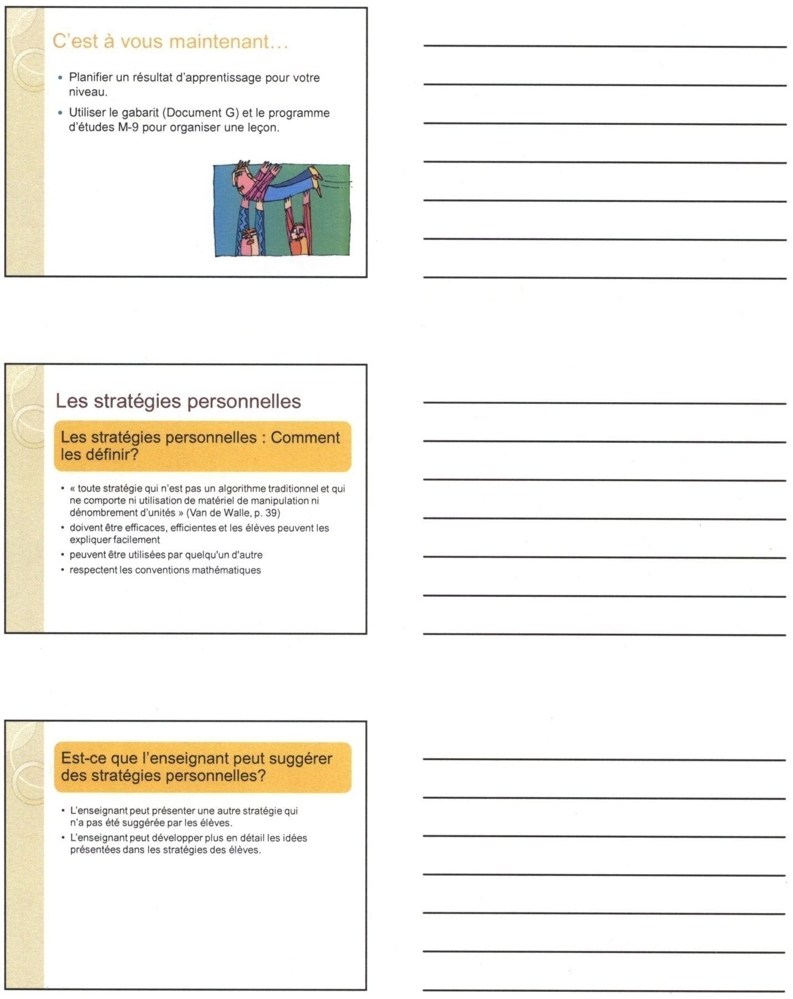 C'est à vous maintenant…
• Planifier un résultat d'apprentissage pour votre
niveau.
• Utiliser le gabarit (Document G) et le programme
d'études M-9 pour organiser une leçon.
Les stratégies personnelles
Les stratégies personnelles : Comment
les définir?
• « toute stratégie qui n'est pas un algorithme traditionnel et qui
ne comporte ni utilisation de matériel de manipulation ni
dénombrement d'unités » (Van de Walle, p. 39)
• doivent être efficaces, efficientes et les élèves peuvent les
expliquer facilement
• peuvent être utilisées par quelqu'un d'autre
• respectent les conventions mathématiques
Est-ce que l'enseignant peut suggérer
des stratégies personnelles?
• L'enseignant peut présenter une autre stratégie qui
n'a pas été suggérée par les élèves.
• L'enseignant peut développer plus en détail les idées
présentées dans les stratégies des élèves.